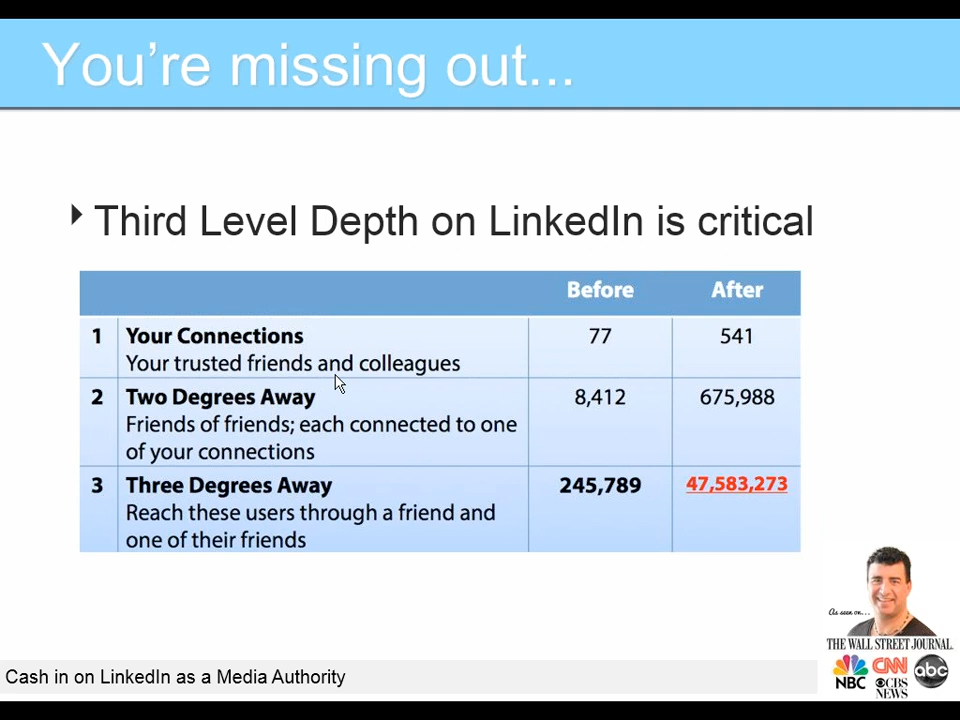 You’re missing out...
Third Level Depth on LinkedIn is critical
Before After
1 Your Connections 77 541
Your trusted friends and colleagues
2 Two Degrees Away 8,412 675,988
Friends of friends; each connected to one
of your connections
3 Three Degrees Away 245,789 47,583,273
Reach these users through a friend and
one of their friends
As seen on...
THE WALL STREET JOURNAL.
NBC CNN CBS NEWS abc
Cash in on LinkedIn as a Media Authority